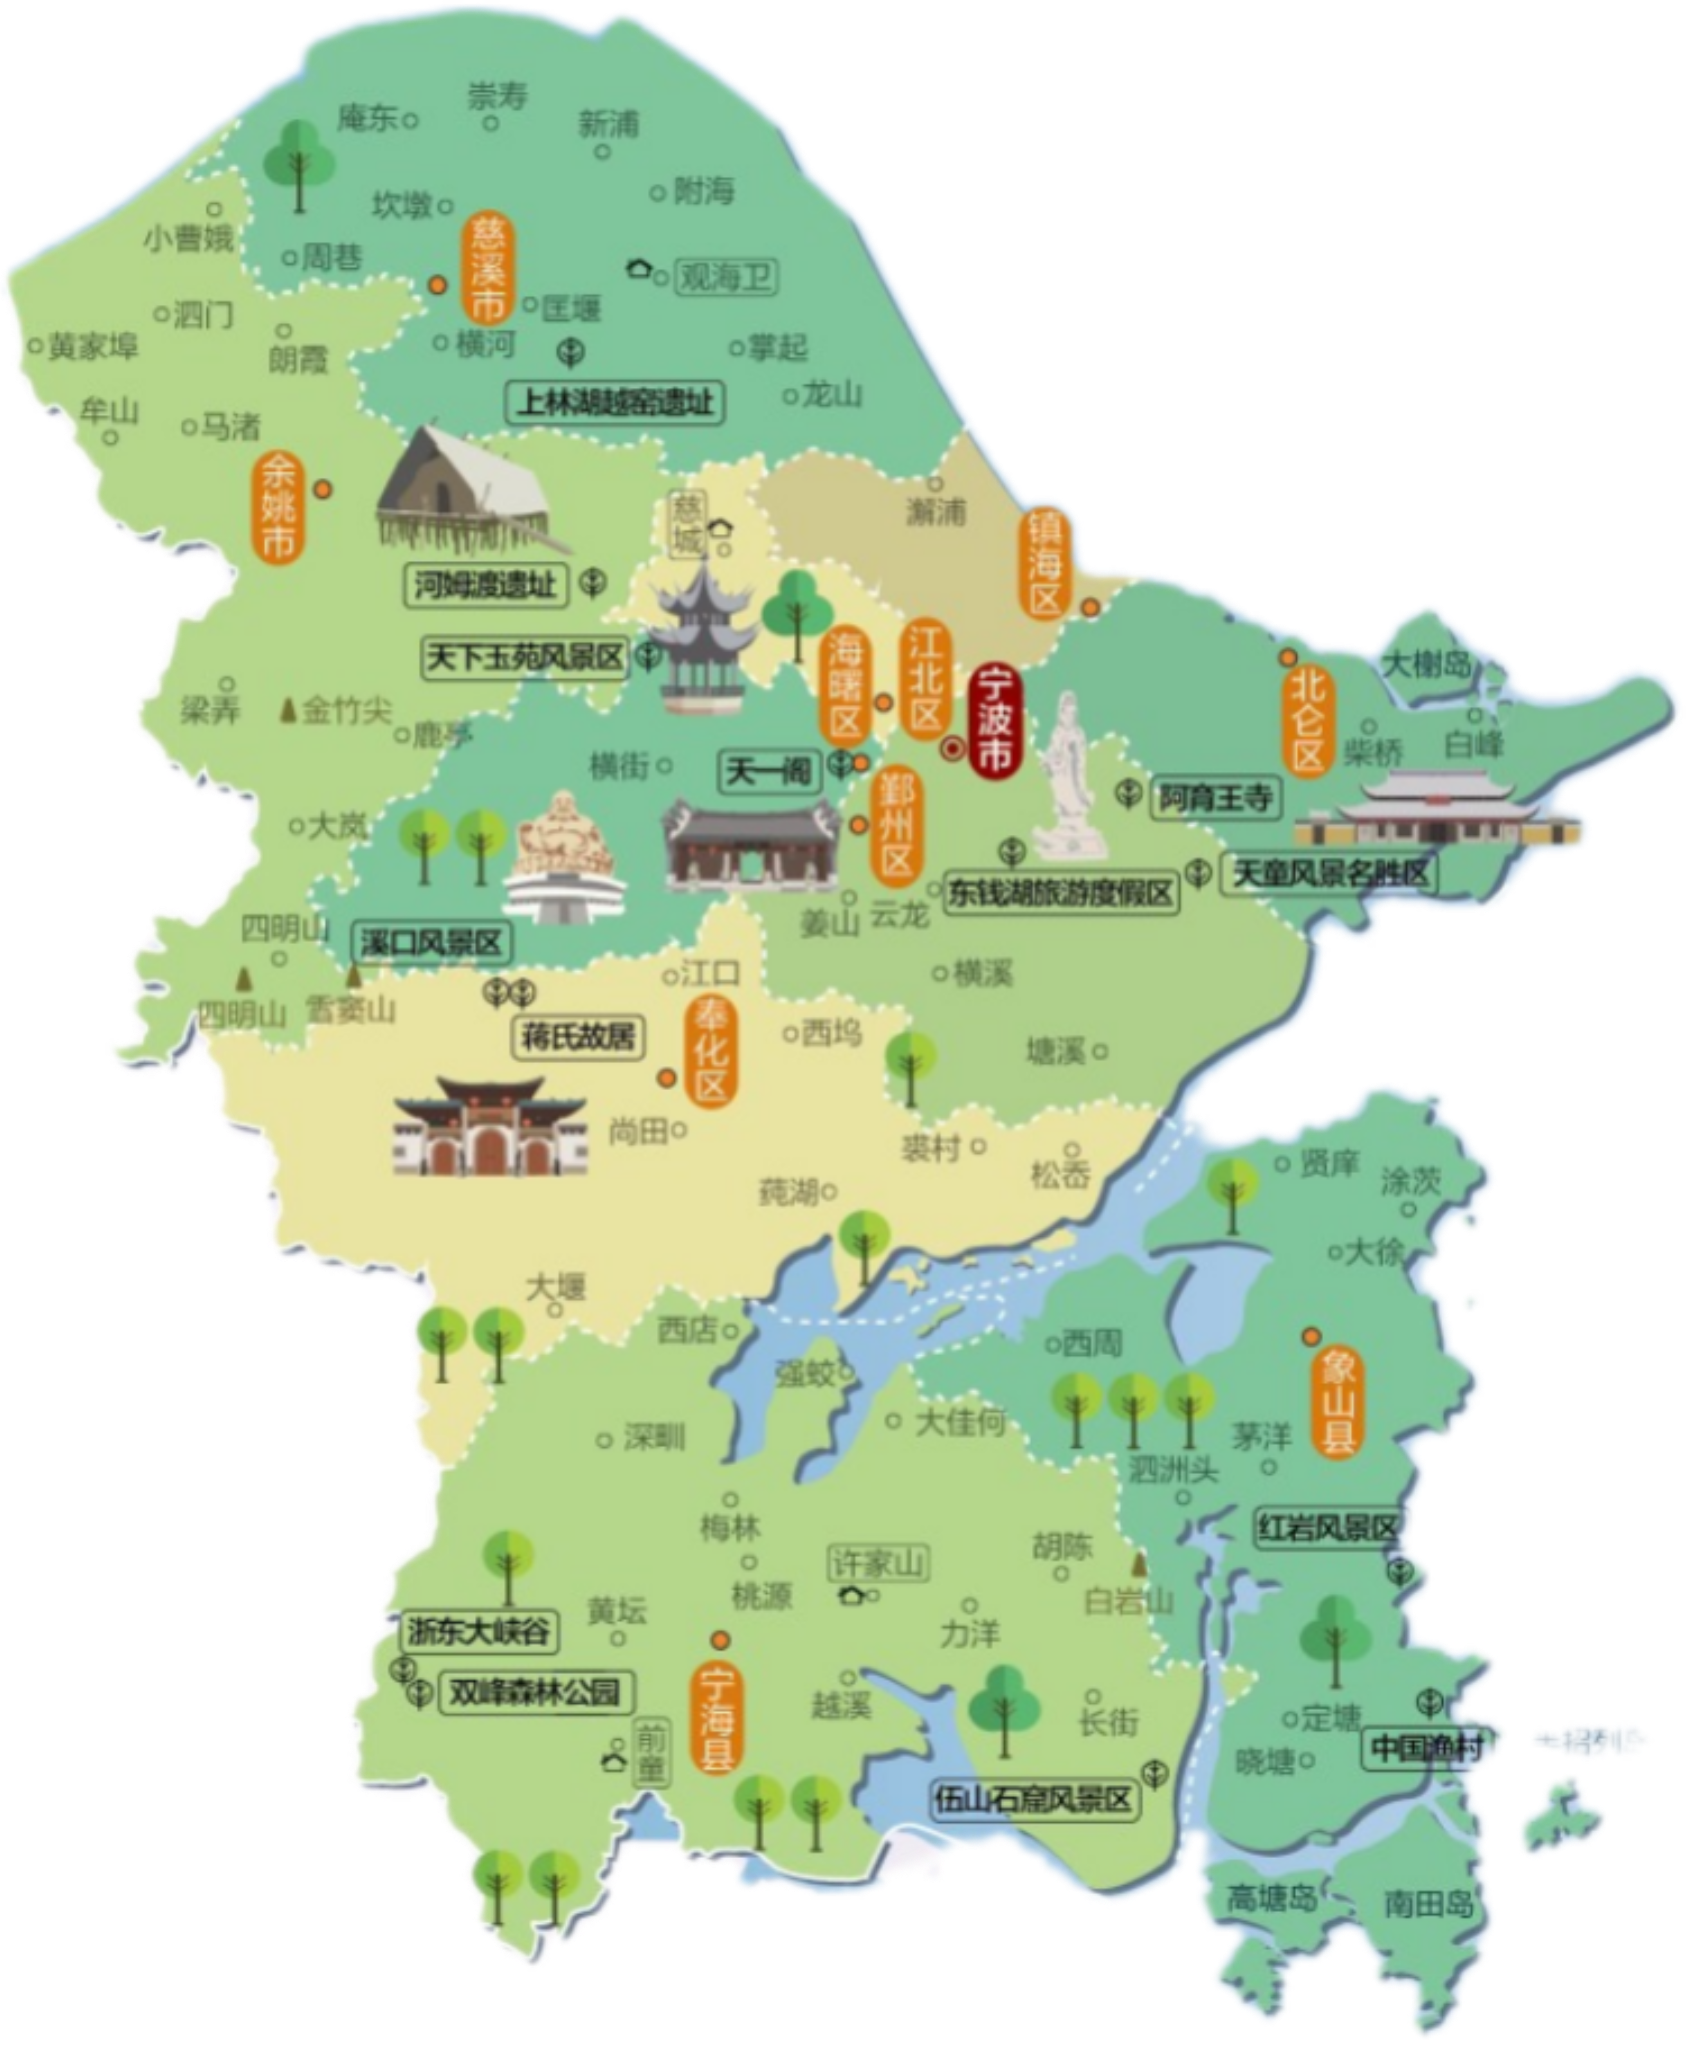 崇寿
庵东
新浦
附海
坎墩
小曹娥
周巷
慈溪市
观海卫
泗门
匡堰
黄家埠
朗霞
横河
掌起
龙山
上林湖越窑遗址
牟山
马渚
余姚市
慈城
澥浦
镇海区
河姆渡遗址
天下玉苑风景区
海曙区
江北区
宁波市
北仑区
大榭岛
梁弄
金竹尖
鹿亭
柴桥
白峰
横街
天一阁
鄞州区
阿育王寺
大岚
东钱湖旅游度假区
天童风景名胜区
姜山
云龙
四明山
溪口风景区
江口
横溪
四明山
雪窦山
蒋氏故居
奉化区
西坞
塘溪
尚田
裘村
松岙
贤庠
涂茨
莼湖
大徐
大堰
西店
西周
强蛟
象山县
深甽
大佳何
茅洋
泗洲头
梅林
红岩风景区
胡陈
许家山
桃源
白岩山
黄坛
浙东大峡谷
力洋
双峰森林公园
宁海县
越溪
长街
定塘
前童
中国渔村
晓塘
伍山石窟风景区
高塘岛
南田岛